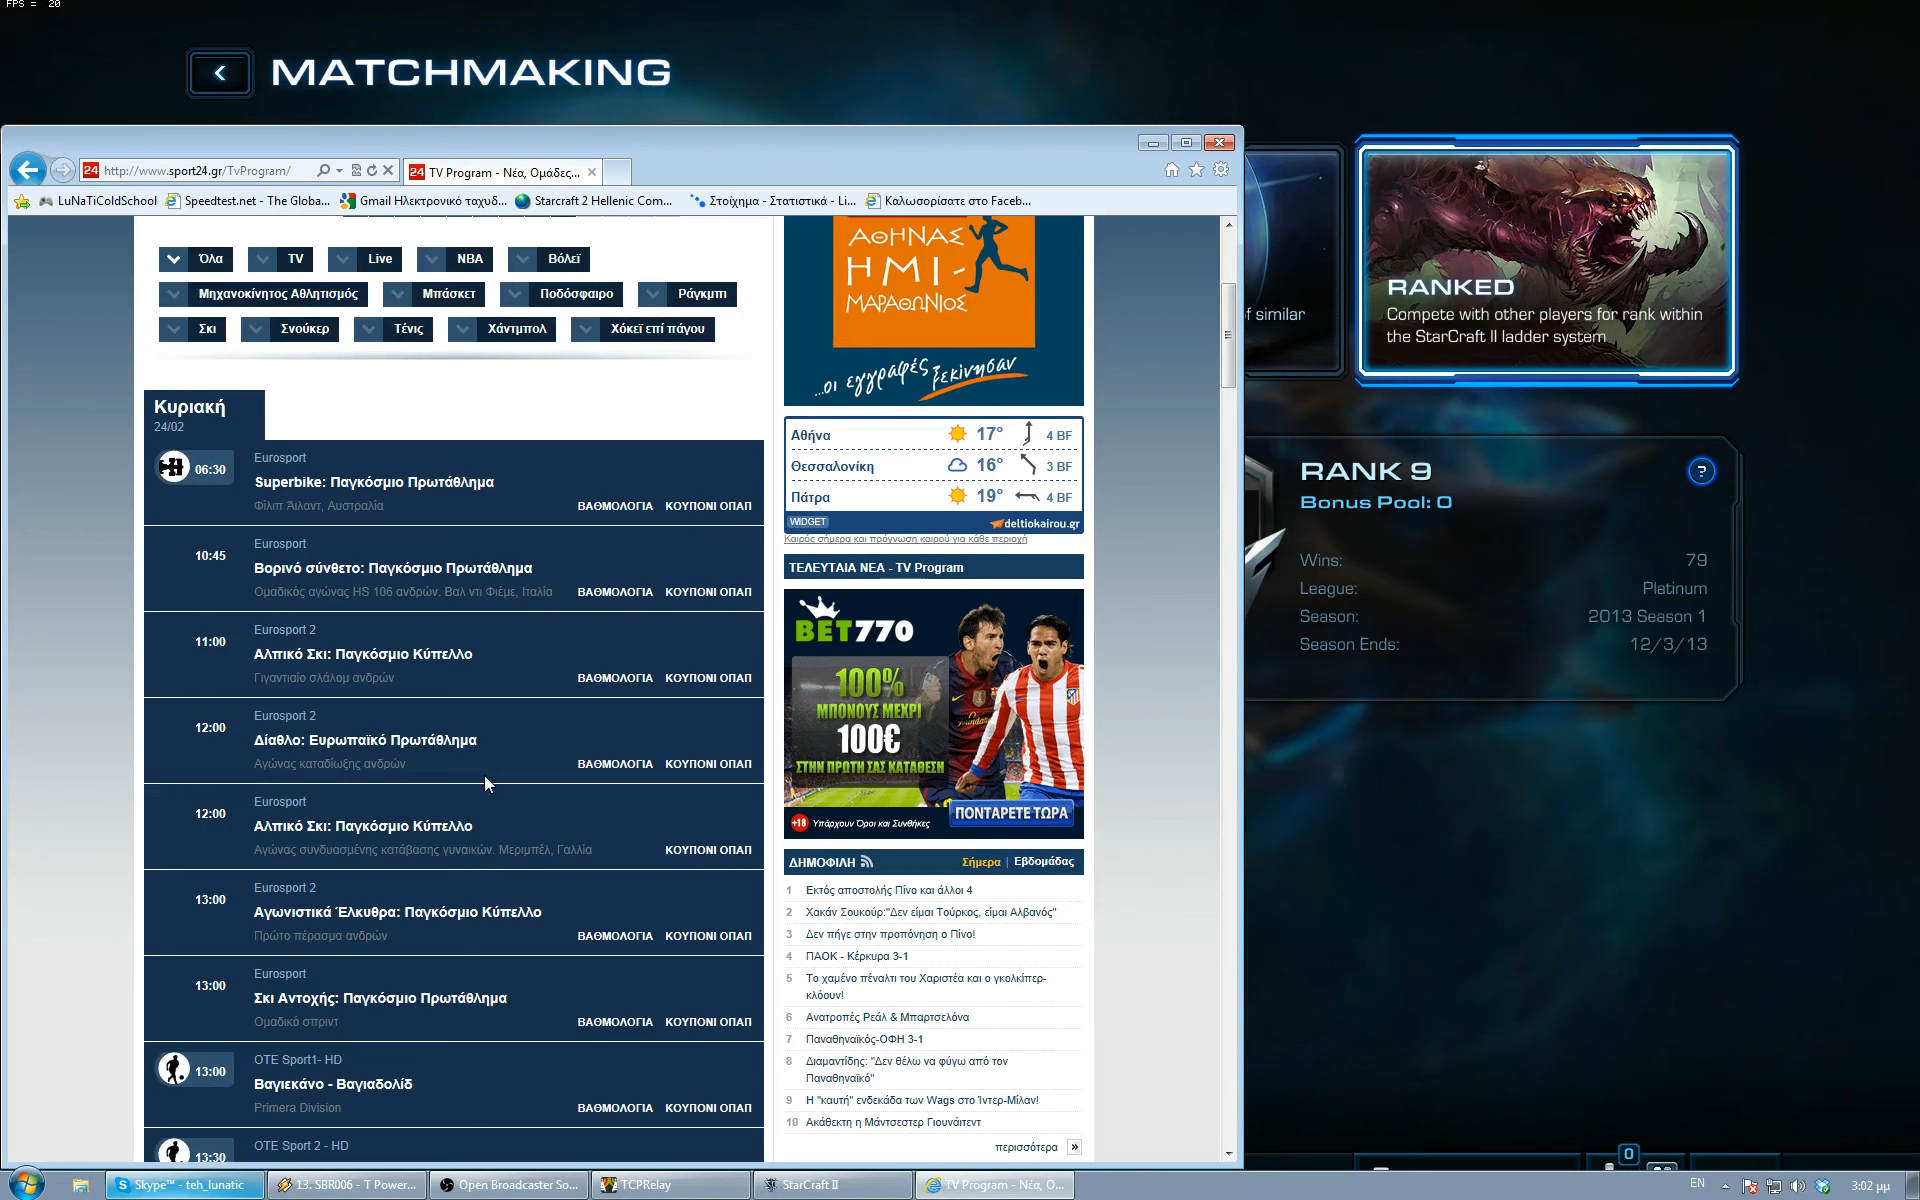 FPS = 20
MATCHMAKING
http://www.sport24.gr/TvProgram/
TV Program - Νέα, Ομάδες...
LuNaTiColdSchool
Speedtest.net - The Globa...
Gmail Ηλεκτρονικό ταχυδ...
Starcraft 2 Hellenic Com...
Στοίχημα - Στατιστικά - Li...
Καλωσορίσατε στο Faceb...
Όλα
TV
Live
NBA
Βόλεϊ
Μηχανοκίνητος Αθλητισμός
Μπάσκετ
Ποδόσφαιρο
Ράγκμπι
Σκι
Σνούκερ
Τένις
Χάντμπολ
Χόκεϊ επί πάγου
Κυριακή
24/02
06:30
Eurosport
Superbike: Παγκόσμιο Πρωτάθλημα
Φίλιπ Άιλαντ, Αυστραλία
ΒΑΘΜΟΛΟΓΙΑ ΚΟΥΠΟΝΙ ΟΠΑΠ
10:45
Eurosport
Βορινό σύνθετο: Παγκόσμιο Πρωτάθλημα
Ομαδικός αγώνας HS 106 ανδρών. Βαλ ντι Φιέμε, Ιταλία
ΒΑΘΜΟΛΟΓΙΑ ΚΟΥΠΟΝΙ ΟΠΑΠ
11:00
Eurosport 2
Αλπικό Σκι: Παγκόσμιο Κύπελλο
Γιγαντιαίο σλάλομ ανδρών
ΒΑΘΜΟΛΟΓΙΑ ΚΟΥΠΟΝΙ ΟΠΑΠ
12:00
Eurosport 2
Δίαθλο: Ευρωπαϊκό Πρωτάθλημα
Αγώνας καταδίωξης ανδρών
ΒΑΘΜΟΛΟΓΙΑ ΚΟΥΠΟΝΙ ΟΠΑΠ
12:00
Eurosport
Αλπικό Σκι: Παγκόσμιο Κύπελλο
Αγώνας συνδυασμένης κατάβασης γυναικών. Μεριμπέλ, Γαλλία
ΚΟΥΠΟΝΙ ΟΠΑΠ
13:00
Eurosport 2
Αγωνιστικά Έλκυθρα: Παγκόσμιο Κύπελλο
Πρώτο πέρασμα ανδρών
ΒΑΘΜΟΛΟΓΙΑ ΚΟΥΠΟΝΙ ΟΠΑΠ
13:00
Eurosport
Σκι Αντοχής: Παγκόσμιο Πρωτάθλημα
Ομαδικό σπριντ
ΒΑΘΜΟΛΟΓΙΑ ΚΟΥΠΟΝΙ ΟΠΑΠ
13:00
OTE Sport1- HD
Βαγιεκάνο - Βαγιαδολίδ
Primera Division
ΒΑΘΜΟΛΟΓΙΑ ΚΟΥΠΟΝΙ ΟΠΑΠ
13:30
OTE Sport 2 - HD
ΑΘΗΝΑΣ
ΗΜΙ-
ΜΑΡΑΘΩΝΙΟΣ
...οι εγγραφές ξεκίνησαν
Αθήνα 17° 4 BF
Θεσσαλονίκη 16° 3 BF
Πάτρα 19° 4 BF
WIDGET deltiokairou.gr
Καιρός σήμερα και πρόγνωση καιρού για κάθε περιοχή
ΤΕΛΕΥΤΑΙΑ ΝΕΑ - TV Program
BET770
100%
ΜΠΟΝΟΥΣ ΜΕΧΡΙ
100€
ΣΤΗΝ ΠΡΩΤΗ ΣΑΣ ΚΑΤΑΘΕΣΗ
+18 Υπάρχουν Όροι και Συνθήκες
ΠΟΝΤΑΡΕΤΕ ΤΩΡΑ
ΔΗΜΟΦΙΛΗ Σήμερα | Εβδομάδας
1 Εκτός αποστολής Πίνο και άλλοι 4
2 Χακάν Σουκούρ:"Δεν είμαι Τούρκος, είμαι Αλβανός"
3 Δεν πήγε στην προπόνηση ο Πίνο!
4 ΠΑΟΚ - Κέρκυρα 3-1
5 Το χαμένο πέναλτι του Χαριστέα και ο γκολκίπερ-
κλόουν!
6 Ανατροπές Ρεάλ & Μπαρτσελόνα
7 Παναθηναϊκός-ΟΦΗ 3-1
8 Διαμαντίδης: "Δεν θέλω να φύγω από τον
Παναθηναϊκό"
9 Η "καυτή" ενδεκάδα των Wags στο Ίντερ-Μίλαν!
10 Ακάθεκτη η Μάντσεστερ Γιουνάιτεντ
περισσότερα »
f similar
RANKED
Compete with other players for rank within
the StarCraft II ladder system
RANK 9
?
Bonus Pool: 0
Wins: 79
League: Platinum
Season: 2013 Season 1
Season Ends: 12/3/13
0
Skype™ - teh_lunatic
13. SBR006 - T Power...
Open Broadcaster So...
TCPRelay
StarCraft II
TV Program - Νέα, Ο...
EN
3:02 μμ